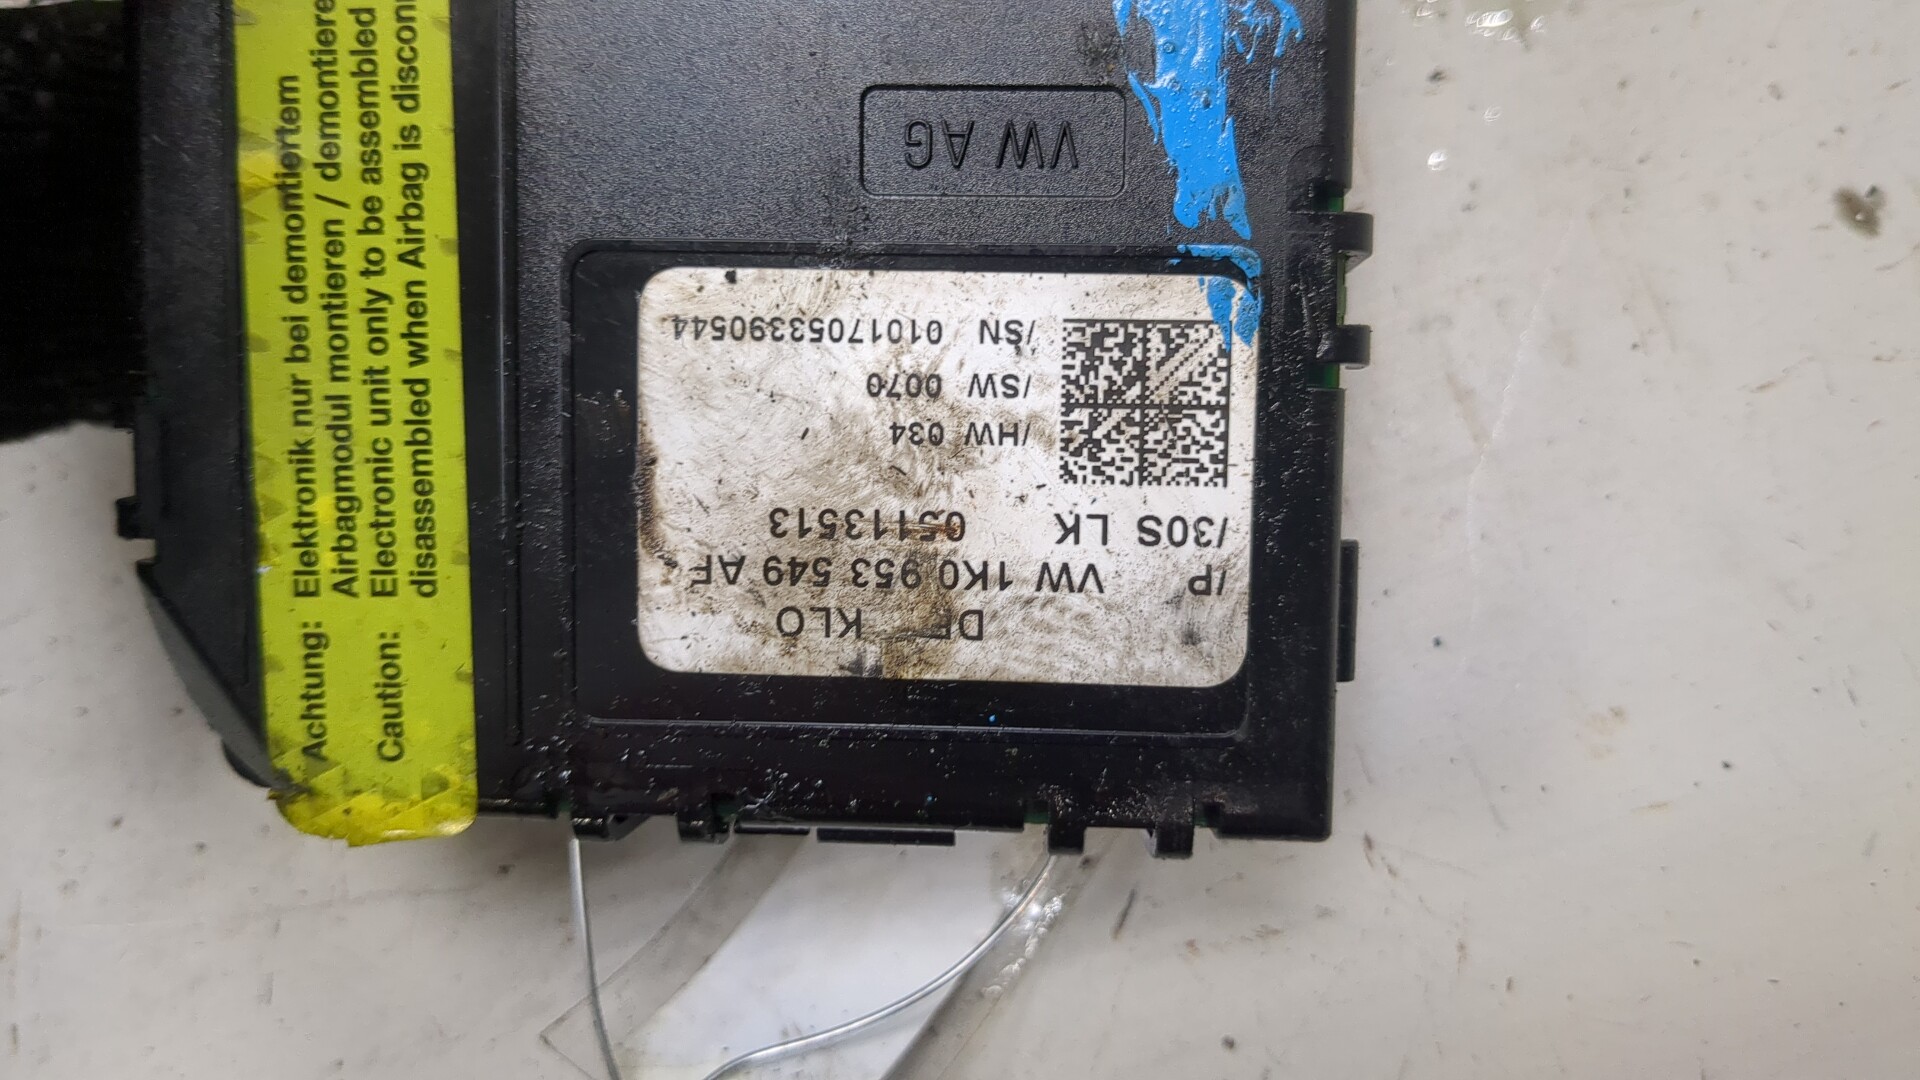 Achtung: Elektronik nur bei demontiertem
Airbagmodul montieren / demontiere
Caution: Electronic unit only to be assembled
disassembled when Airbag is discon
VW AG
DE KLO
/P VW 1K0 953 549 AF
/30S LK 05113513
/HW 034
/SW 0070
/SN 01017053390544